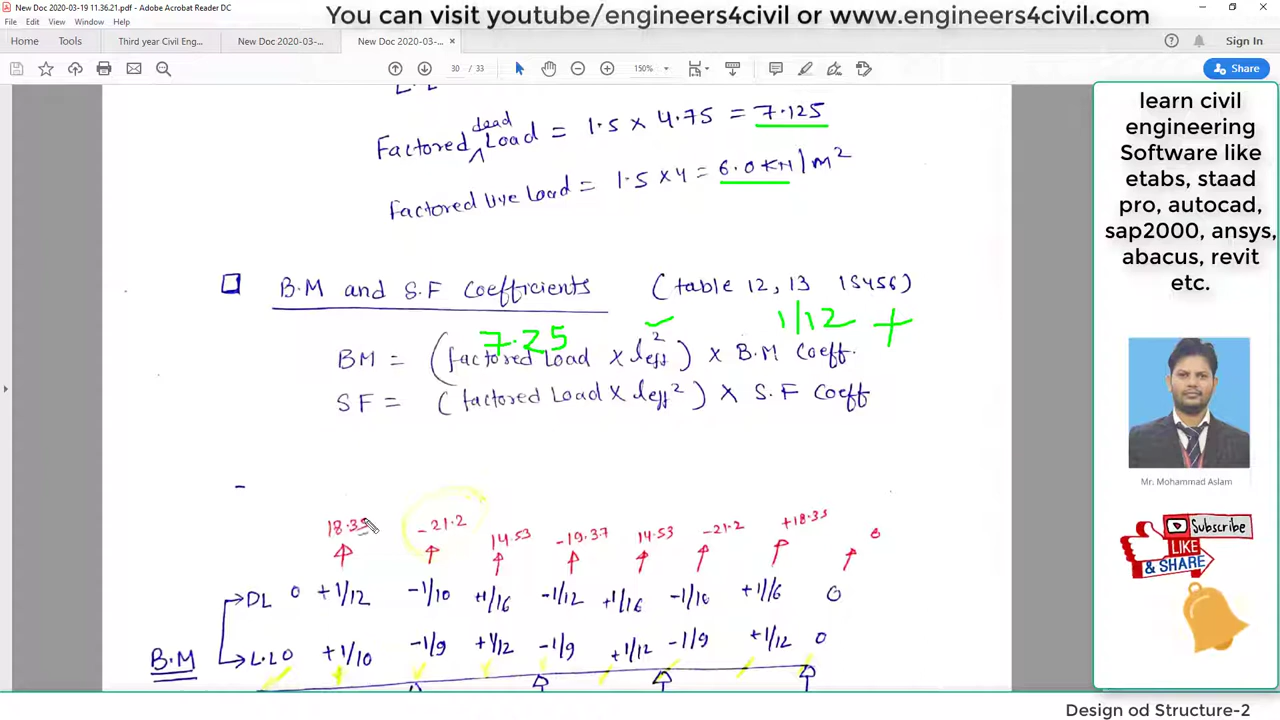 New Doc 2020-03-19 11.36.21.pdf - Adobe Acrobat Reader DC
You can visit youtube/engineers4civil or www.engineers4civil.com
File Edit View Window Help
Home Tools Third year Civil Eng... New Doc 2020-03-... New Doc 2020-03-... × Sign In
30 / 33 150% Share
L.L
Factored dead Load = 1.5 x 4.75 = 7.125
Factored live Load = 1.5 x 4 = 6.0 KN/m²
B.M and S.F Coefficients (table 12, 13 IS456)
7.25 1/12 +
BM = (factored Load x leff²) x B.M Coeff.
SF = (factored Load x leff²) x S.F Coeff
18.35 -21.2 14.53 -19.37 14.53 -21.2 +18.35 0
DL 0 +1/12 -1/10 +1/16 -1/12 +1/16 -1/10 +1/16 0
B.M L.L 0 +1/10 -1/9 +1/12 -1/9 +1/12 -1/9 +1/12 0
learn civil
engineering
Software like
etabs, staad
pro, autocad,
sap2000, ansys,
abacus, revit
etc.
Mr. Mohammad Aslam
Subscribe
LIKE
& SHARE
Design od Structure-2